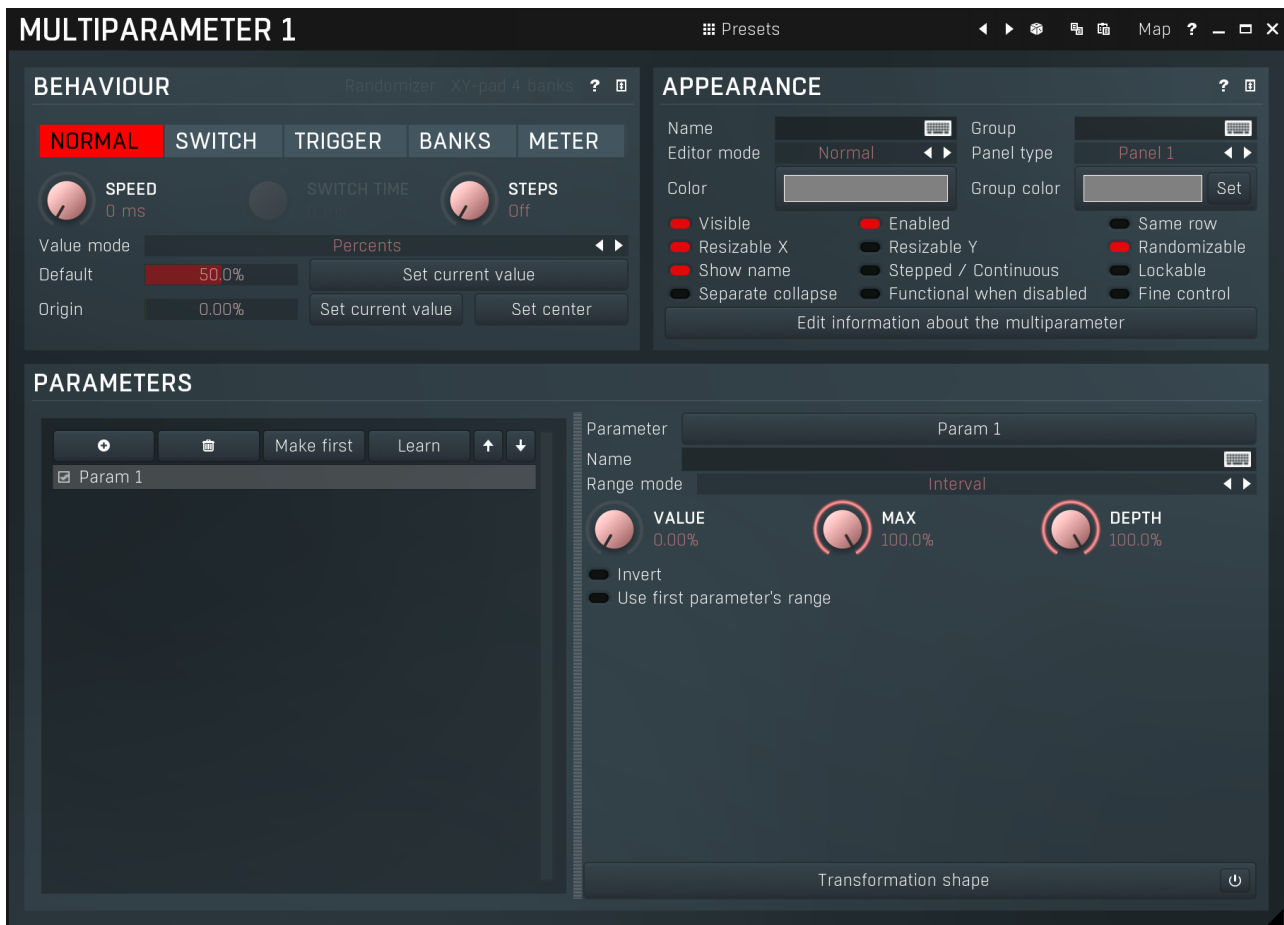 MULTIPARAMETER 1
Presets
Map ?
BEHAVIOUR
Randomizer XY-pad 4 banks ?
NORMAL SWITCH TRIGGER BANKS METER
SPEED
0 ms
SWITCH TIME
STEPS
Off
Value mode Percents
Default 50.0% Set current value
Origin 0.00% Set current value Set center
APPEARANCE ?
Name Group
Editor mode Normal Panel type Panel 1
Color Group color Set
Visible Enabled Same row
Resizable X Resizable Y Randomizable
Show name Stepped / Continuous Lockable
Separate collapse Functional when disabled Fine control
Edit information about the multiparameter
PARAMETERS
Make first Learn
Param 1
Parameter Param 1
Name
Range mode Interval
VALUE
0.00%
MAX
100.0%
DEPTH
100.0%
Invert
Use first parameter's range
Transformation shape